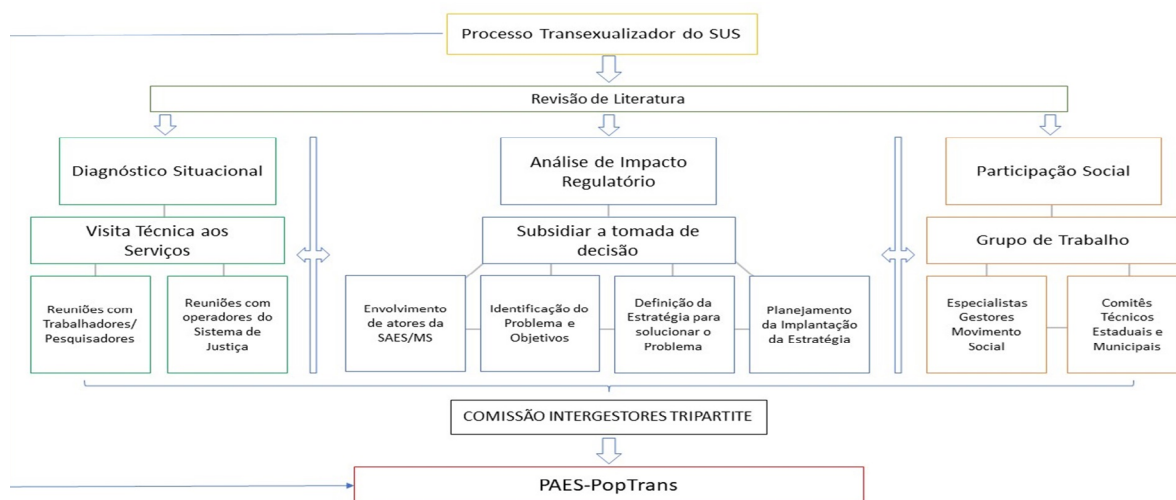 Processo Transexualizador do SUS
Revisão de Literatura
Diagnóstico Situacional
Análise de Impacto
Regulatório
Participação Social
Visita Técnica aos
Serviços
Subsidiar a tomada de
decisão
Grupo de Trabalho
Reuniões com
Trabalhadores/
Pesquisadores
Reuniões com
operadores do
Sistema de
Justiça
Envolvimento
de atores da
SAES/MS
Identificação do
Problema e
Objetivos
Definição da
Estratégia para
solucionar o
Problema
Planejamento
da Implantação
da Estratégia
Especialistas
Gestores
Movimento
Social
Comitês
Técnicos
Estaduais e
Municipais
COMISSÃO INTERGESTORES TRIPARTITE
PAES-PopTrans